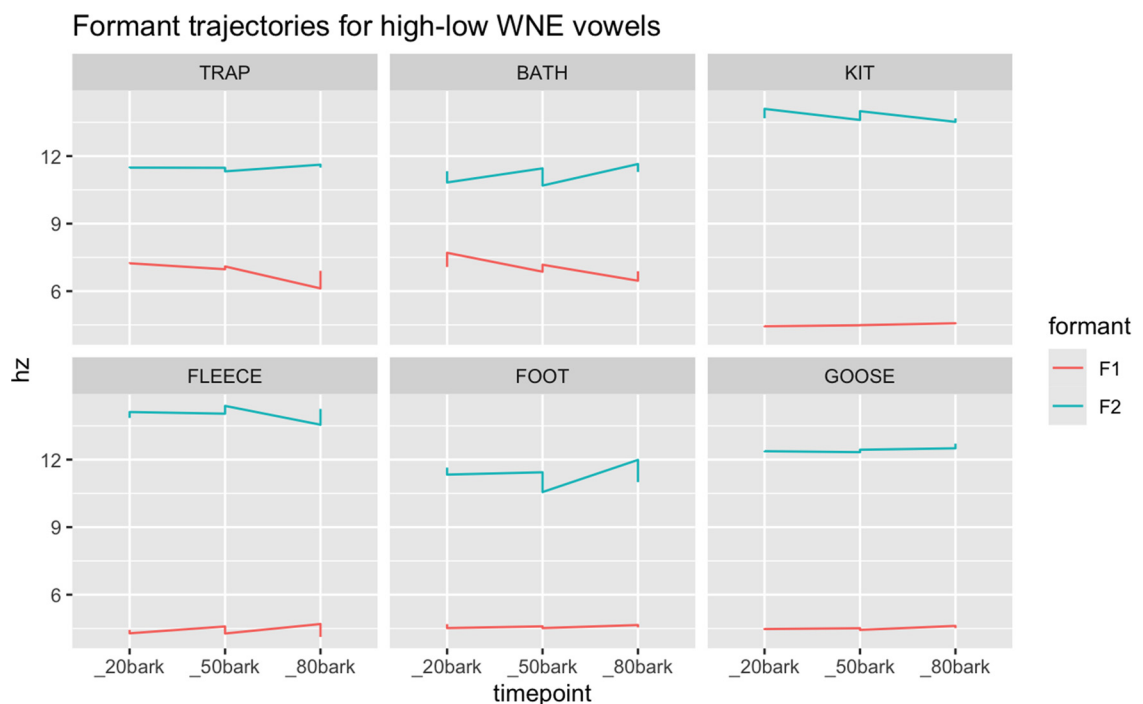 Formant trajectories for high-low WNE vowels
TRAP
BATH
KIT
12
9
6
hz
FLEECE
FOOT
GOOSE
12
9
6
_20bark _50bark _80bark
_20bark _50bark _80bark
_20bark _50bark _80bark
timepoint
formant
F1
F2